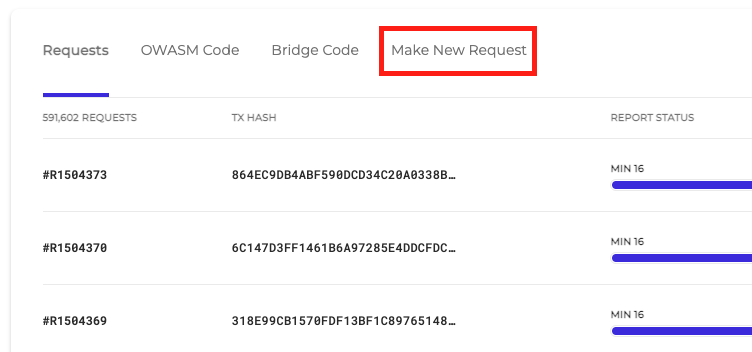 Requests OWASM Code Bridge Code Make New Request
591,602 REQUESTS TX HASH REPORT STATUS
#R1504373 864EC9DB4ABF590DCD34C20A0338B… MIN 16
#R1504370 6C147D3FF1461B6A97285E4DDCFDC… MIN 16
#R1504369 318E99CB1570FDF13BF1C89765148… MIN 16